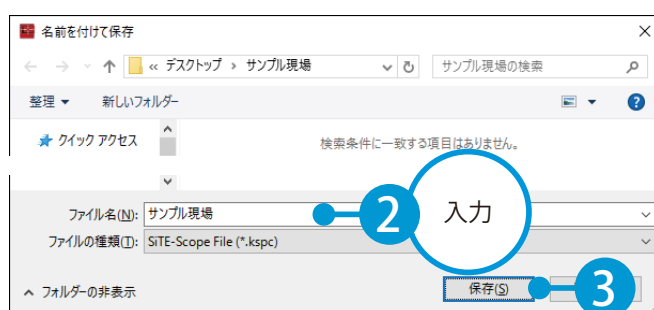 名前を付けて保存
« デスクトップ › サンプル現場
サンプル現場の検索
整理 新しいフォルダー
クイック アクセス
検索条件に一致する項目はありません。
ファイル名(N): サンプル現場
2 入力
ファイルの種類(T): SiTE-Scope File (*.kspc)
フォルダーの非表示
保存(S) 3